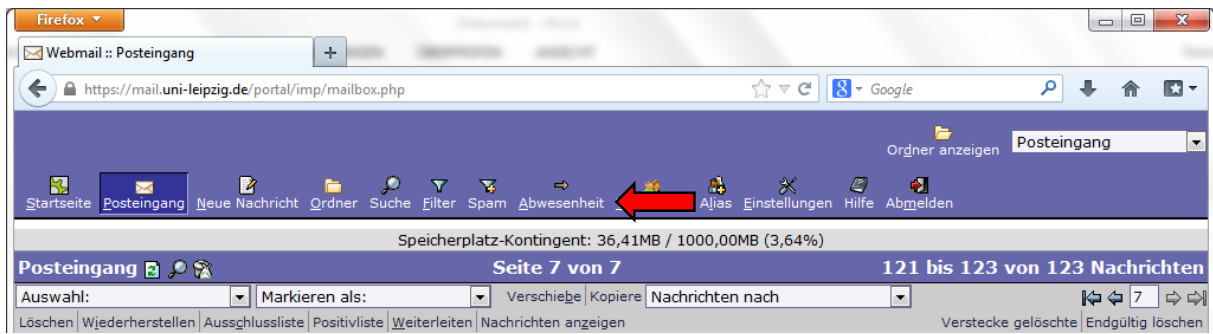 Firefox
Webmail :: Posteingang +
https://mail.uni-leipzig.de/portal/imp/mailbox.php Google
Ordner anzeigen Posteingang
Startseite Posteingang Neue Nachricht Ordner Suche Filter Spam Abwesenheit Alias Einstellungen Hilfe Abmelden
Speicherplatz-Kontingent: 36,41MB / 1000,00MB (3,64%)
Posteingang Seite 7 von 7 121 bis 123 von 123 Nachrichten
Auswahl: Markieren als: Verschiebe Kopiere Nachrichten nach 7
Löschen Wiederherstellen Ausschlussliste Positivliste Weiterleiten Nachrichten anzeigen Verstecke gelöschte Endgültig löschen